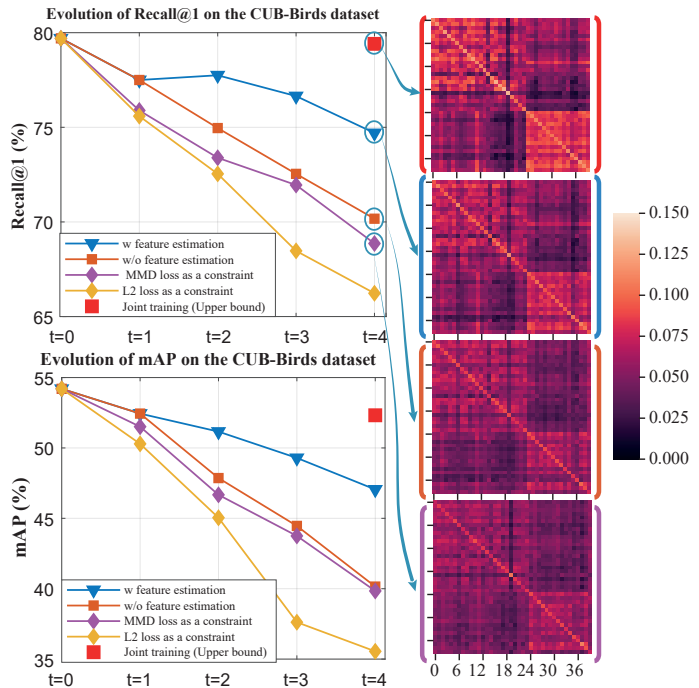 Evolution of Recall@1 on the CUB-Birds dataset
80
75
70
65
Recall@1 (%)
w feature estimation
w/o feature estimation
MMD loss as a constraint
L2 loss as a constraint
Joint training (Upper bound)
t=0 t=1 t=2 t=3 t=4
Evolution of mAP on the CUB-Birds dataset
55
50
45
40
35
mAP (%)
w feature estimation
w/o feature estimation
MMD loss as a constraint
L2 loss as a constraint
Joint training (Upper bound)
t=0 t=1 t=2 t=3 t=4
0 6 12 18 24 30 36
0.150
0.125
0.100
0.075
0.050
0.025
0.000